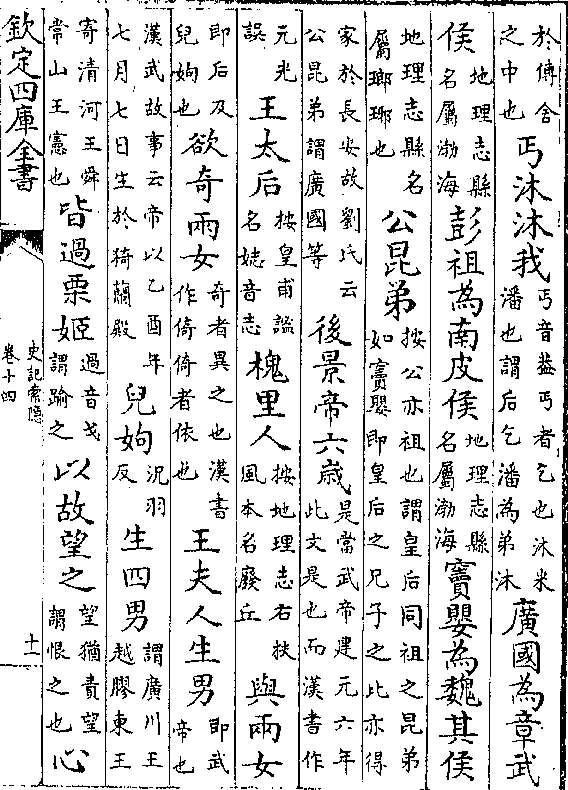 於傅舍之中也丐沐沐我丐音葢丐者乞也沐米潘也謂后乞潘為弟沐廣國為章武
侯地理志縣名屬渤海彭祖為南皮侯地理志縣名屬渤海竇嬰為魏其侯
地理志縣名屬瑯琊也公昆弟按公亦祖也謂皇后同祖之昆弟如竇嬰即皇后之兄子之比亦得
家於長安故劉氏云公昆弟謂廣國等後景帝六歲是當武帝建元六年此文是也而漢書作
元光誤王太后按皇甫謐名娡音志槐里人按地理志右扶風本名廢丘與兩女
即后及兒姁也欲奇兩女奇者異之也漢書作倚倚者依也王夫人生男即武帝也
漢武故事云帝以乙酉年七月七日生於猗蘭殿兒姁況羽反生四男謂廣川王越膠東王
寄清河王舜常山王憲也皆過栗姬過音戈謂踰之以故望之望猶責望謂恨之也心
欽定四庫全書
史記索隱
卷十四
十一